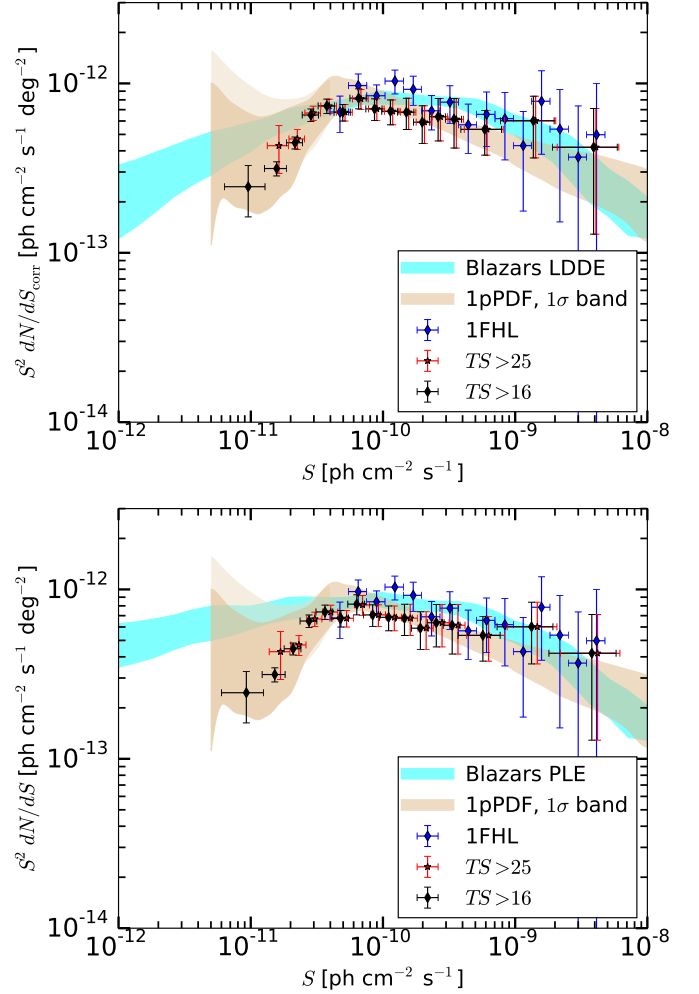 S² dN/dS_corr [ph cm⁻² s⁻¹ deg⁻²]
10⁻¹²
10⁻¹³
10⁻¹⁴
Blazars LDDE
1pPDF, 1σ band
1FHL
TS >25
TS >16
10⁻¹² 10⁻¹¹ 10⁻¹⁰ 10⁻⁹ 10⁻⁸
S [ph cm⁻² s⁻¹]
S² dN/dS [ph cm⁻² s⁻¹ deg⁻²]
10⁻¹²
10⁻¹³
10⁻¹⁴
Blazars PLE
1pPDF, 1σ band
1FHL
TS >25
TS >16
10⁻¹² 10⁻¹¹ 10⁻¹⁰ 10⁻⁹ 10⁻⁸
S [ph cm⁻² s⁻¹]